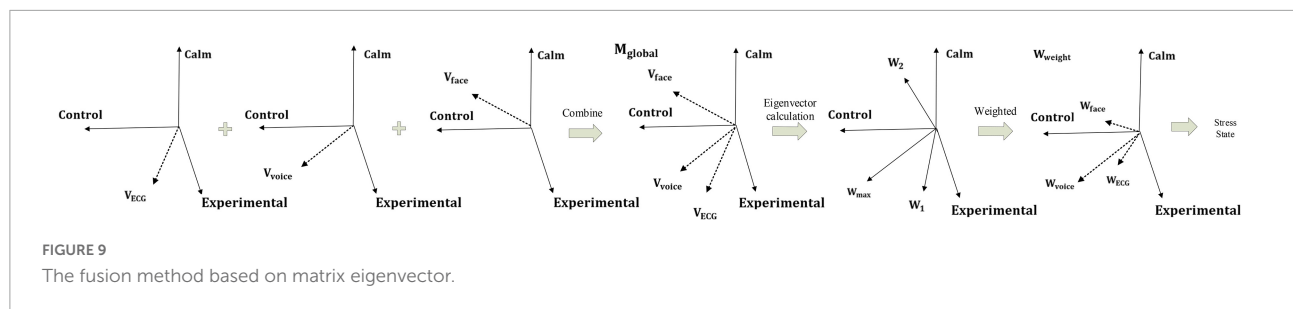 Calm
Control
V_ECG
Experimental
Calm
Control
V_voice
Experimental
Calm
V_face
Control
Experimental
Combine
M_global
V_face
Calm
Control
V_voice
V_ECG
Experimental
Eigenvector
calculation
W_2
Calm
Control
W_max
W_1
Experimental
Weighted
W_weight
Calm
W_face
Control
W_voice
W_ECG
Experimental
Stress
State
FIGURE 9
The fusion method based on matrix eigenvector.